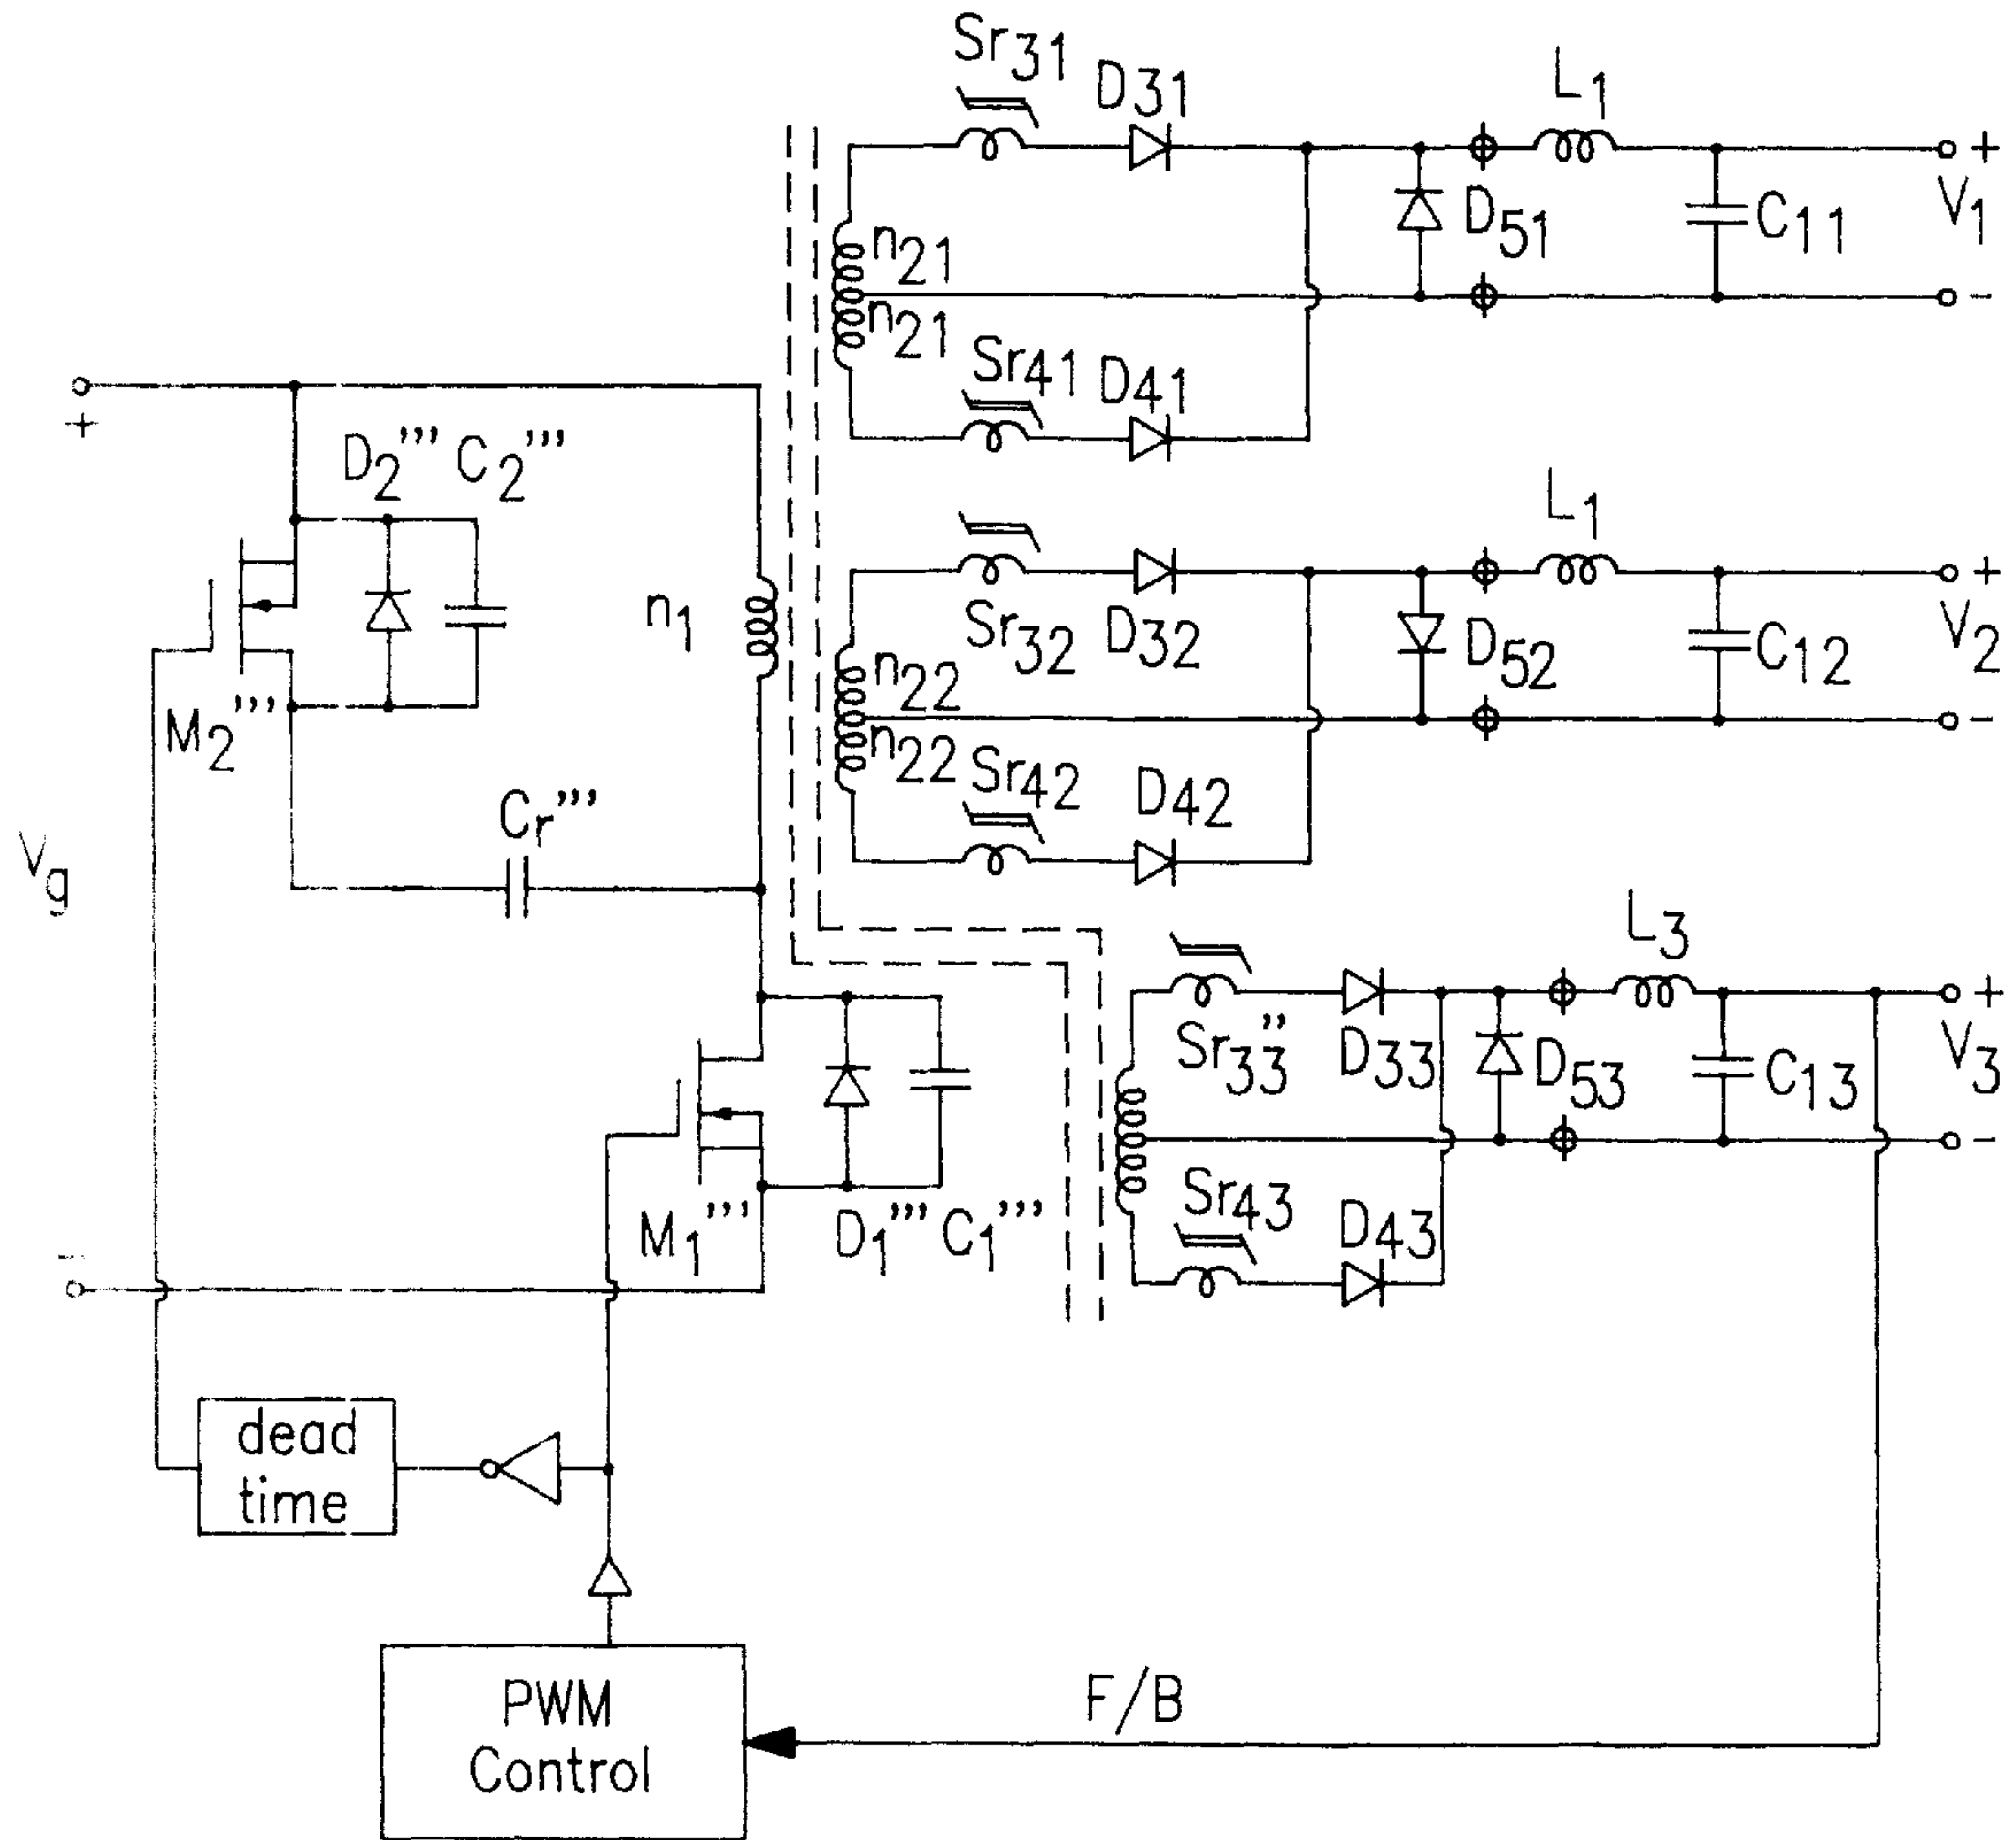 Sr31
D31
L1
+
V1
-
n21
n21
D51
C11
Sr41
D41
+
D2''' C2'''
M2'''
n1
Cr'''
Vg
Sr32
D32
L1
+
V2
-
n22
n22
D52
C12
Sr42
D42
Sr33''
D33
L3
+
V3
-
D53
C13
Sr43
D43
M1'''
D1''' C1'''
-
dead
time
PWM
Control
F/B